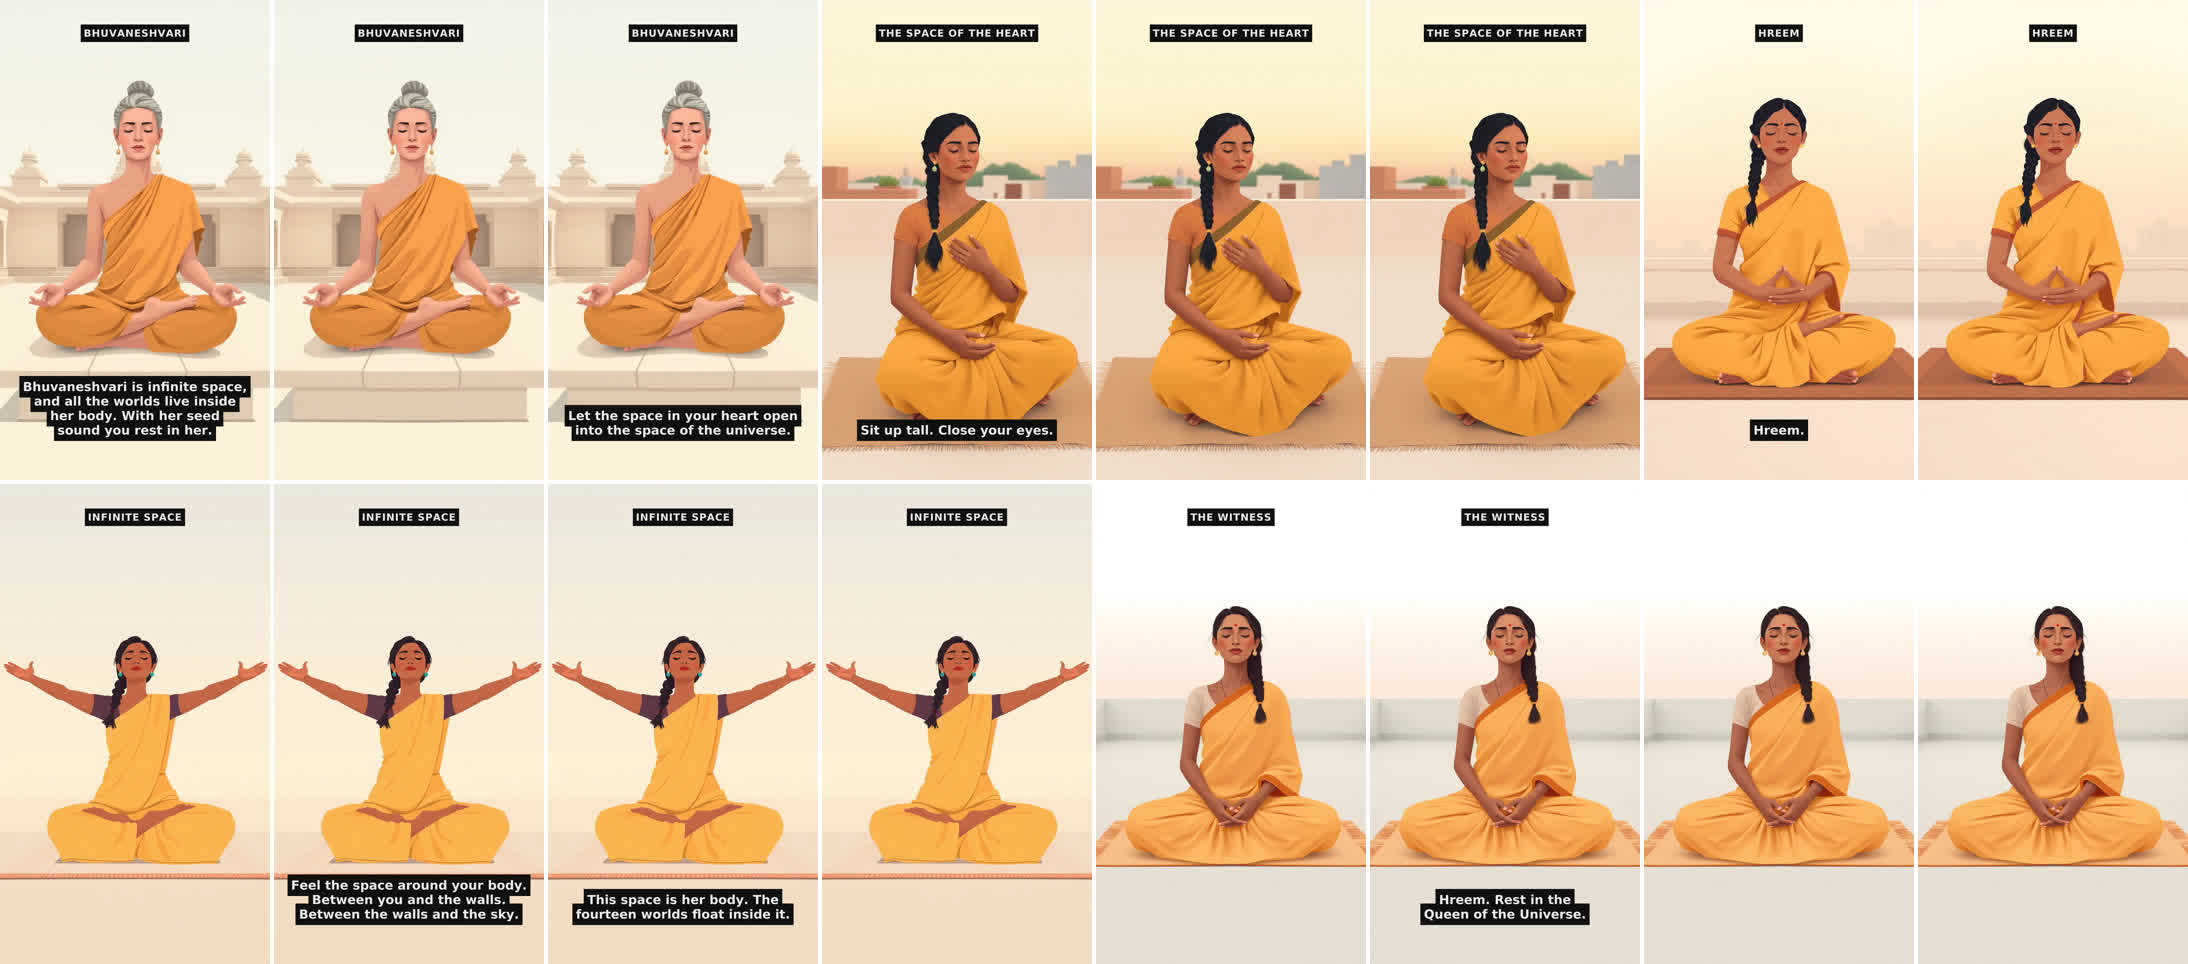 BHUVANESHVARI
Bhuvaneshvari is infinite space,
and all the worlds live inside
her body. With her seed
sound you rest in her.
BHUVANESHVARI
BHUVANESHVARI
Let the space in your heart open
into the space of the universe.
THE SPACE OF THE HEART
Sit up tall. Close your eyes.
THE SPACE OF THE HEART
THE SPACE OF THE HEART
HREEM
Hreem.
HREEM
INFINITE SPACE
INFINITE SPACE
Feel the space around your body.
Between you and the walls.
Between the walls and the sky.
INFINITE SPACE
This space is her body. The
fourteen worlds float inside it.
INFINITE SPACE
THE WITNESS
THE WITNESS
Hreem. Rest in the
Queen of the Universe.